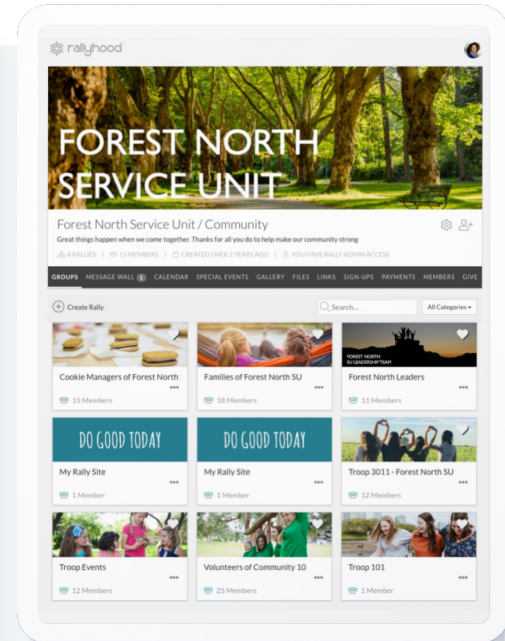 rallyhood
FOREST NORTH
SERVICE UNIT
Forest North Service Unit / Community
Great things happen when we come together. Thanks for all you do to help make our community strong
8 RALLIES | 15 MEMBERS | CREATED OVER 2 YEARS AGO | YOU HAVE RALLY ADMIN ACCESS
GROUPS MESSAGE WALL 1 CALENDAR SPECIAL EVENTS GALLERY FILES LINKS SIGN-UPS PAYMENTS MEMBERS GIVE
Create Rally Search... All Categories
FOREST NORTH
SU LEADERSHIP TEAM
Cookie Managers of Forest North Families of Forest North SU Forest North Leaders
15 Members 18 Members 11 Members
DO GOOD TODAY DO GOOD TODAY
My Rally Site My Rally Site Troop 3011 - Forest North SU
1 Member 1 Member 12 Members
Troop Events Volunteers of Community 10 Troop 101
12 Members 25 Members 1 Member